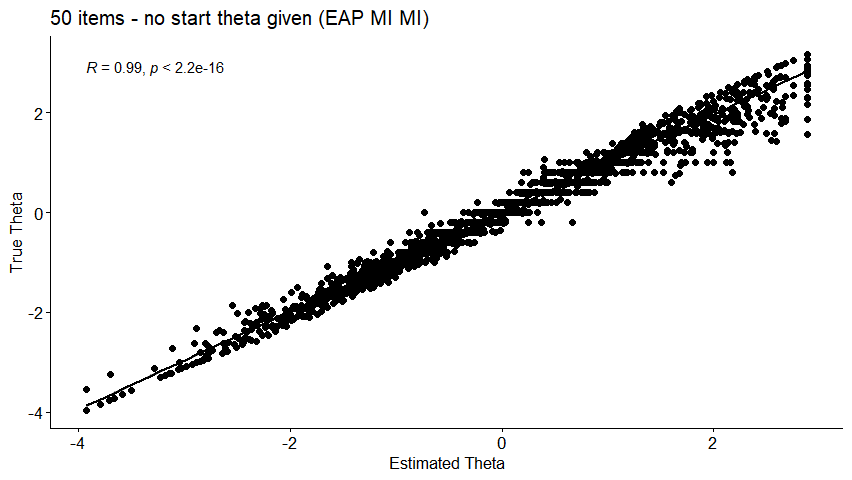 50 items - no start theta given (EAP MI MI)
R = 0.99, p < 2.2e-16
True Theta
2
0
-2
-4
-4 -2 0 2
Estimated Theta